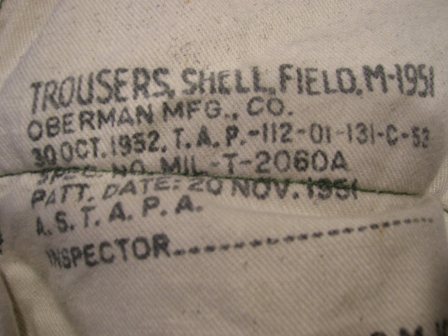 TROUSERS, SHELL, FIELD, M-1951
OBERMAN MFG., CO.
30 OCT. 1952, T. A. P.-112-01-131-C-53
SPEC. NO. MIL-T-2060A
PATT. DATE: 20 NOV. 1951
A. S. T. A. P. A.
INSPECTOR